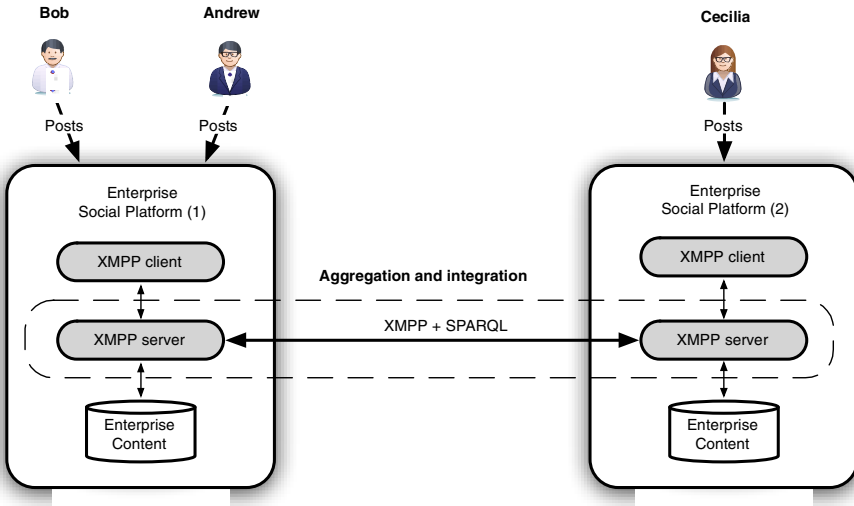 Bob
Andrew
Cecilia
Posts
Posts
Posts
Enterprise
Social Platform (1)
XMPP client
XMPP server
Enterprise
Content
Aggregation and integration
XMPP + SPARQL
Enterprise
Social Platform (2)
XMPP client
XMPP server
Enterprise
Content